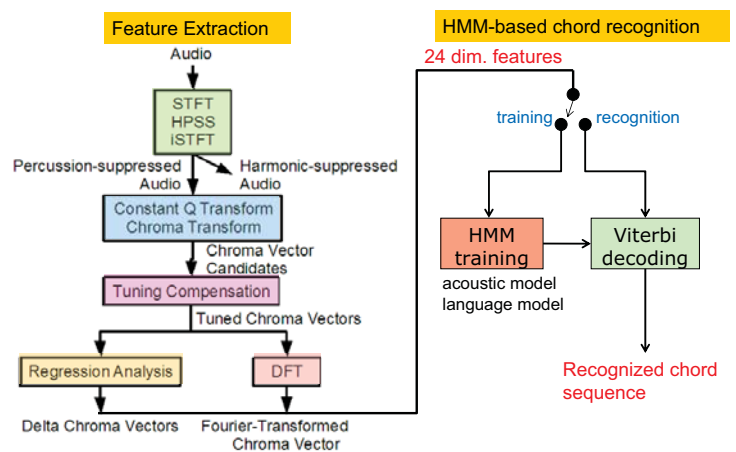 Feature Extraction
Audio
STFT
HPSS
iSTFT
Percussion-suppressed
Audio
Harmonic-suppressed
Audio
Constant Q Transform
Chroma Transform
Chroma Vector
Candidates
Tuning Compensation
Tuned Chroma Vectors
Regression Analysis
DFT
Delta Chroma Vectors
Fourier-Transformed
Chroma Vector
HMM-based chord recognition
24 dim. features
training
recognition
HMM
training
Viterbi
decoding
acoustic model
language model
Recognized chord
sequence